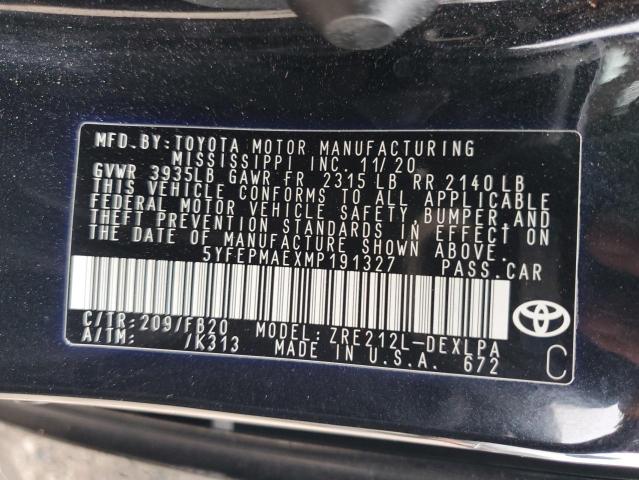 MFD.BY:TOYOTA MOTOR MANUFACTURING
MISSISSIPPI INC. 11/20
GVWR 3935LB GAWR FR 2315 LB RR 2140 LB
THIS VEHICLE CONFORMS TO ALL APPLICABLE
FEDERAL MOTOR VEHICLE SAFETY, BUMPER AND
THEFT PREVENTION STANDARDS IN EFFECT ON
THE DATE OF MANUFACTURE SHOWN ABOVE.
5YFEPMAEXMP191327 PASS.CAR
C/TR:209/FB20 MODEL:ZRE212L-DEXLPA
A/TM: /K313 MADE IN U.S.A. 672
C